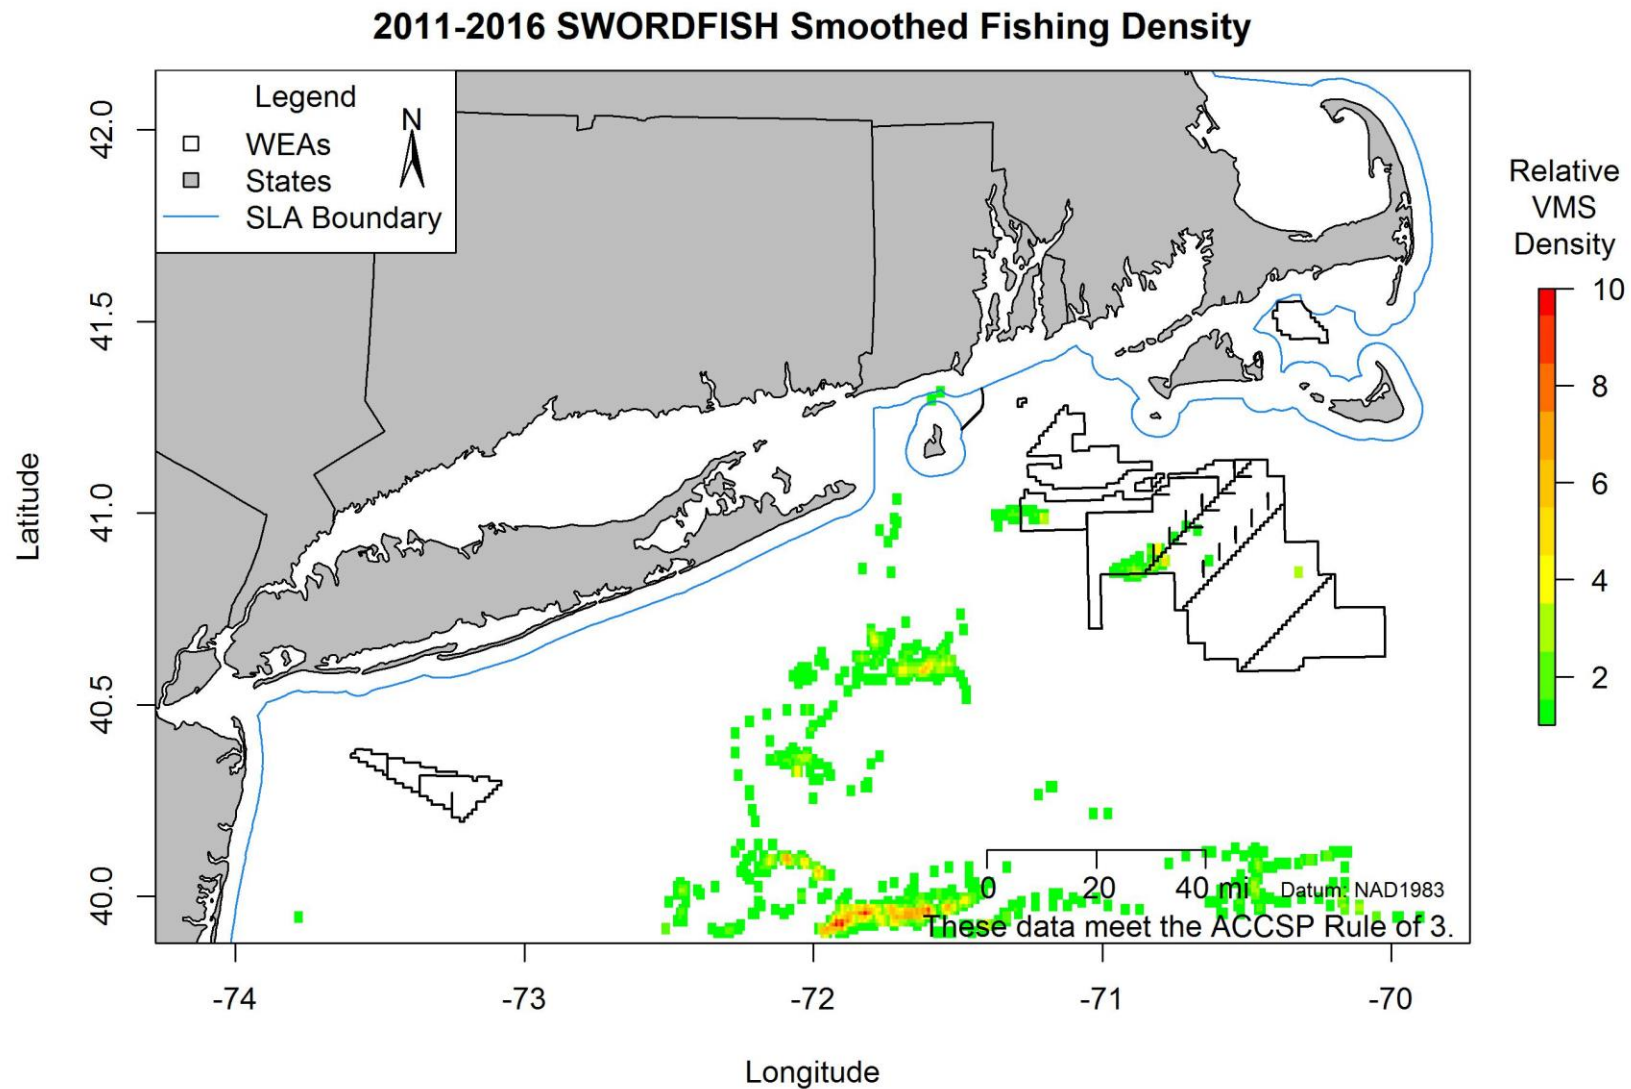 2011-2016 SWORDFISH Smoothed Fishing Density
Legend
N
WEAs
States
SLA Boundary
Relative
VMS
Density
10
8
6
4
2
Latitude
42.0
41.5
41.0
40.5
40.0
0 20 40 mi
Datum: NAD1983
These data meet the ACCSP Rule of 3.
-74 -73 -72 -71 -70
Longitude